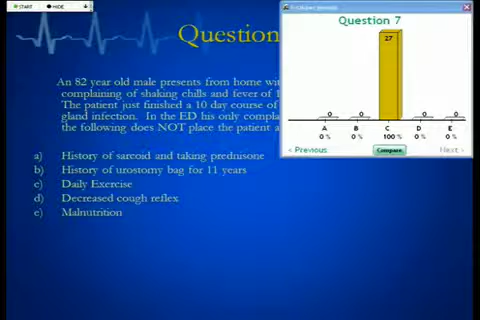 START HIDE
Question 7
Question
An 82 year old male presents from home
complaining of shaking chills and fever of
The patient just finished a 10 day course of
gland infection. In the ED his only
the following does NOT place the patient
a) History of sarcoid and taking prednisone
b) History of urostomy bag for 11 years
c) Daily Exercise
d) Decreased cough reflex
e) Malnutrition
27
0 0 0 0
A B C D E
0 % 0 % 100 % 0 % 0 %
< Previous Compare Next >